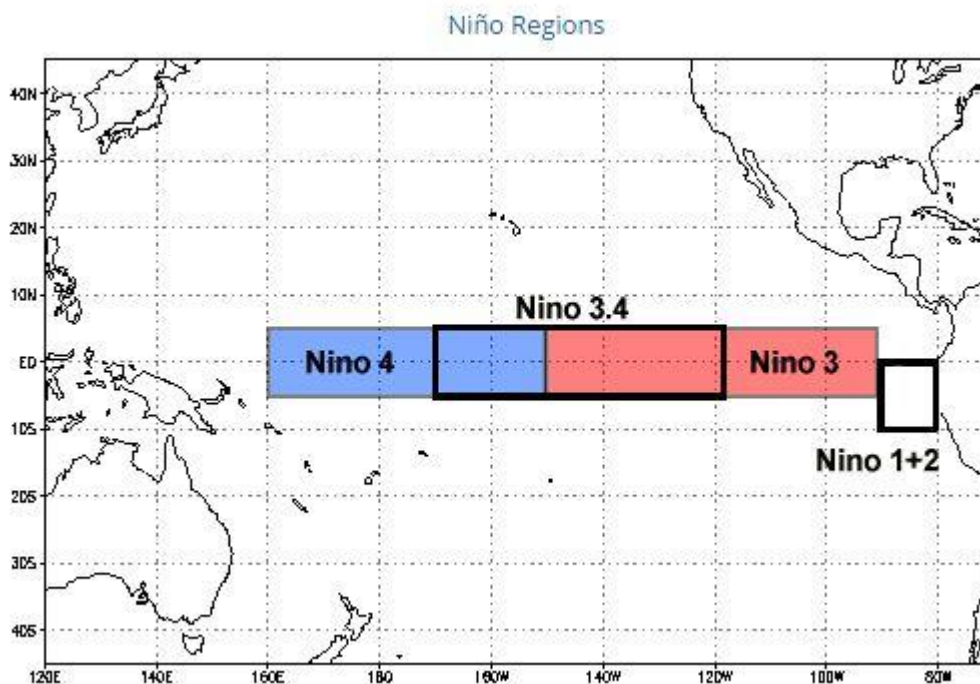 Niño Regions
40N
30N
20N
10N
Nino 3.4
Nino 4
Nino 3
EQ
10S
Nino 1+2
20S
30S
40S
120E 140E 160E 180 160W 140W 120W 100W 80W